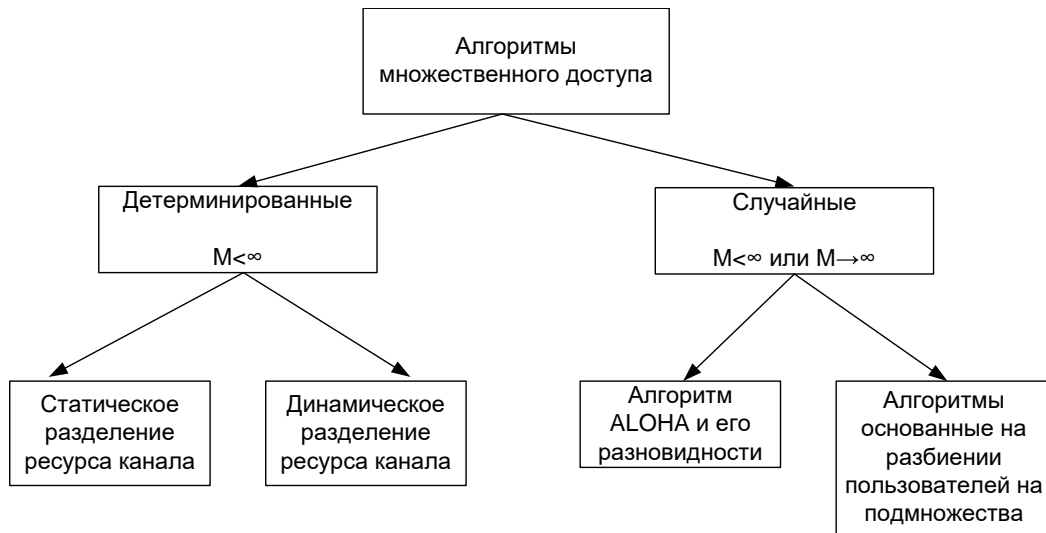 Алгоритмы
множественного доступа
Детерминированные
M<∞
Случайные
M<∞ или M→∞
Статическое
разделение
ресурса канала
Динамическое
разделение
ресурса канала
Алгоритм
ALOHA и его
разновидности
Алгоритмы
основанные на
разбиении
пользователей на
подмножества